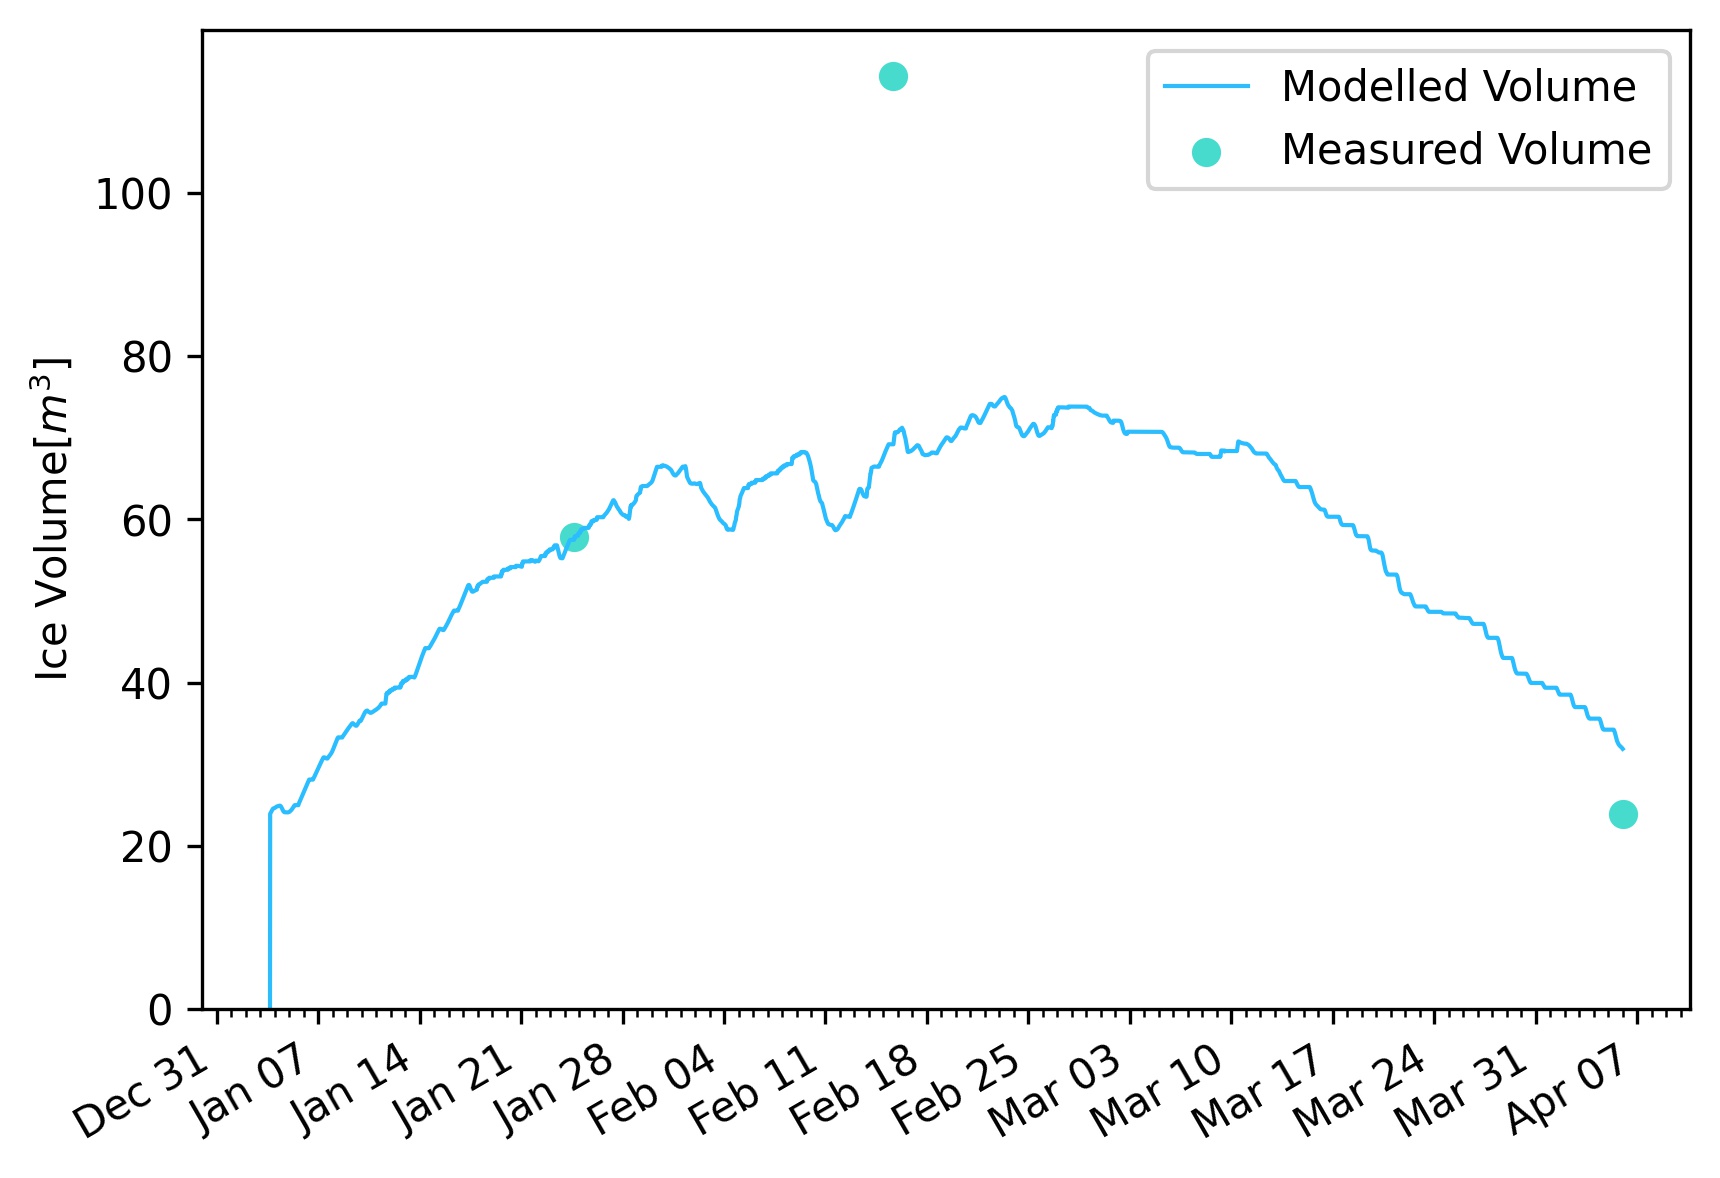 Modelled Volume
Measured Volume
Ice Volume[m³]
100
80
60
40
20
0
Dec 31
Jan 07
Jan 14
Jan 21
Jan 28
Feb 04
Feb 11
Feb 18
Feb 25
Mar 03
Mar 10
Mar 17
Mar 24
Mar 31
Apr 07